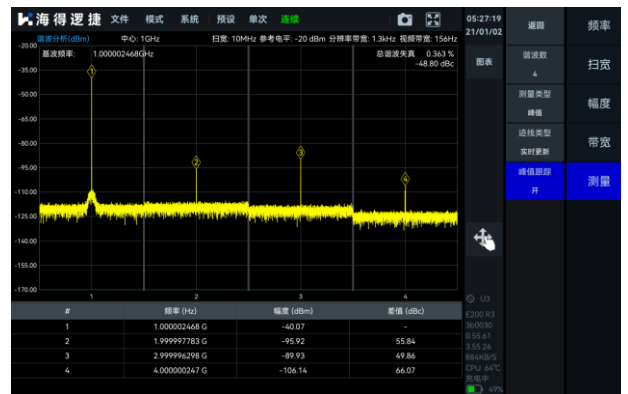 海得逻捷 文件 模式 系统 预设 单次 连续
05:27:19
21/01/02
返回
频率
谐波分析(dBm) 中心: 1GHz 扫宽: 10MHz 参考电平: -20 dBm 分辨率带宽: 1.3kHz 视频带宽: 156Hz
-20.00
基波频率: 1.000002468GHz
总谐波失真 0.363 %
-48.80 dBc
图表
谐波数
4
扫宽
测量类型
峰值
幅度
迹线类型
实时更新
带宽
峰值跟踪
开
测量
-35.00
-50.00
-65.00
-80.00
-95.00
-110.00
-125.00
-140.00
-155.00
-170.00
1
2
3
4
1 2 3 4
# 频率 (Hz) 幅度 (dBm) 差值 (dBc)
1 1.000002468 G -40.07 -
2 1.999997783 G -95.92 55.84
3 2.999996298 G -89.93 49.86
4 4.000000247 G -106.14 66.07
U3
E200 R3
3b0030
0.55.61
3.55.26
884KB/S
CPU 64℃
充电中
49%